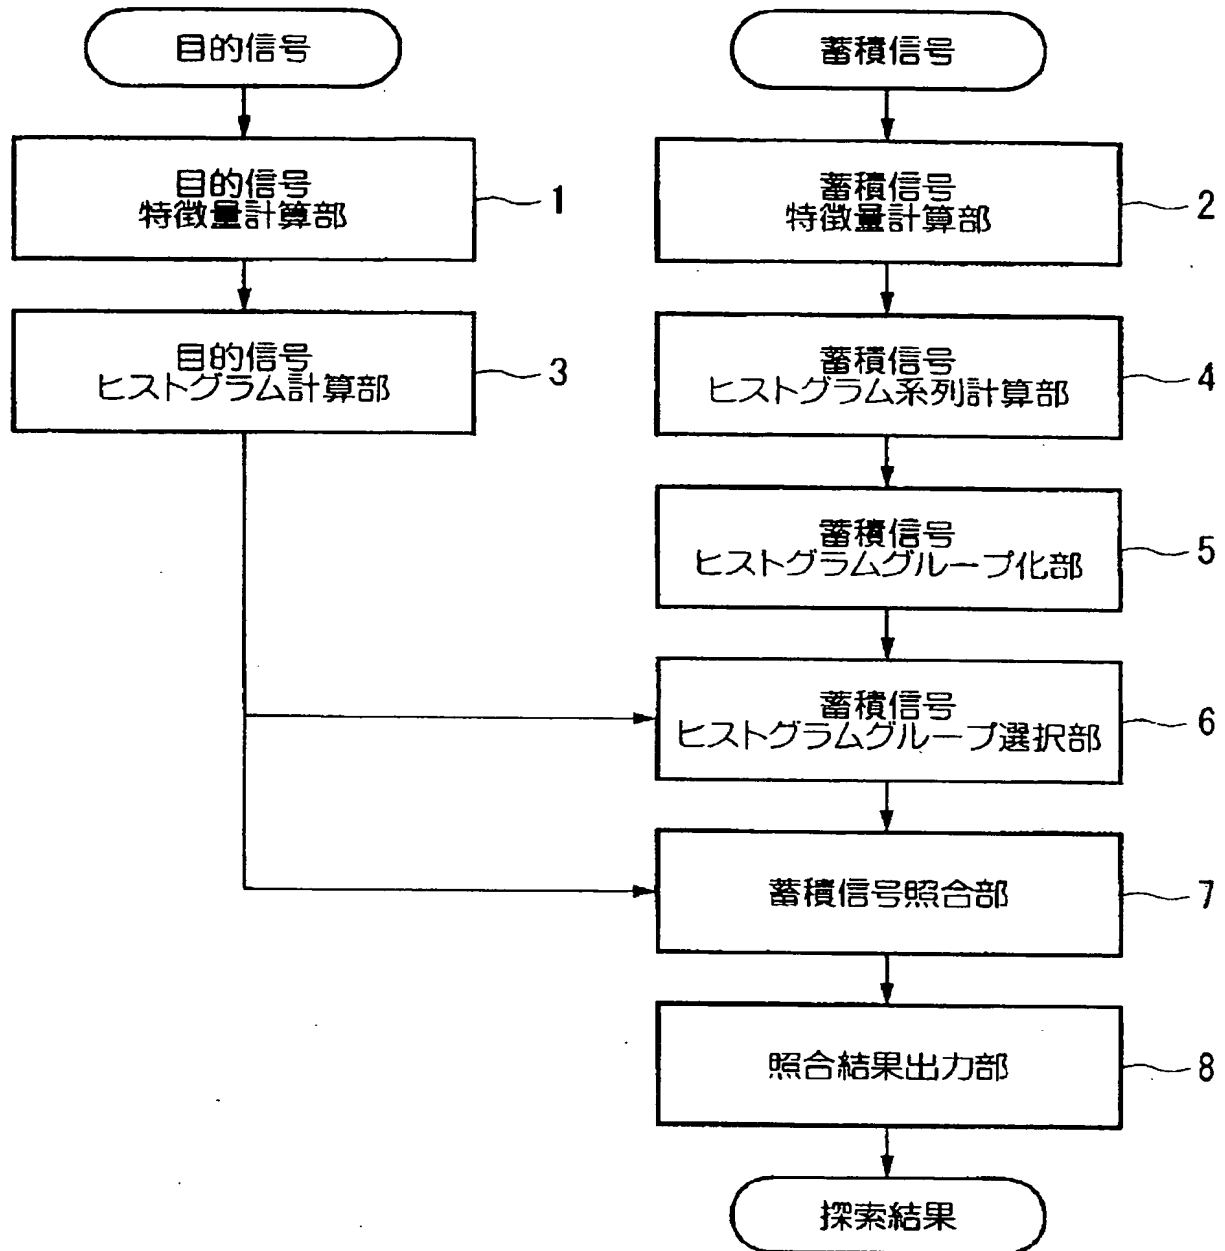 目的信号
蓄積信号
目的信号
特徴量計算部
1
蓄積信号
特徴量計算部
2
目的信号
ヒストグラム計算部
3
蓄積信号
ヒストグラム系列計算部
4
蓄積信号
ヒストグラムグループ化部
5
蓄積信号
ヒストグラムグループ選択部
6
蓄積信号照合部
7
照合結果出力部
8
探索結果